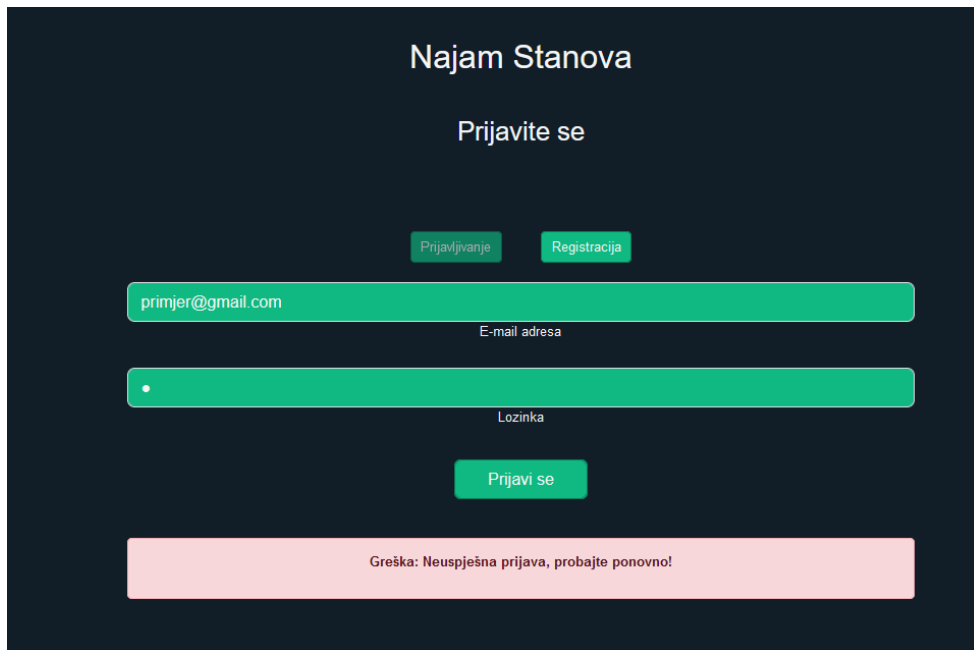 Najam Stanova
Prijavite se
Prijavljivanje Registracija
primjer@gmail.com
E-mail adresa
Lozinka
Prijavi se
Greška: Neuspješna prijava, probajte ponovno!